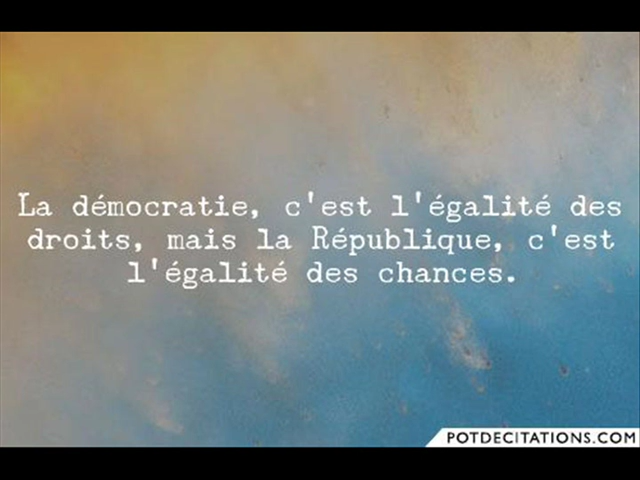 La démocratie, c'est l'égalité des
droits, mais la République, c'est
l'égalité des chances.
POTDECITATIONS.COM